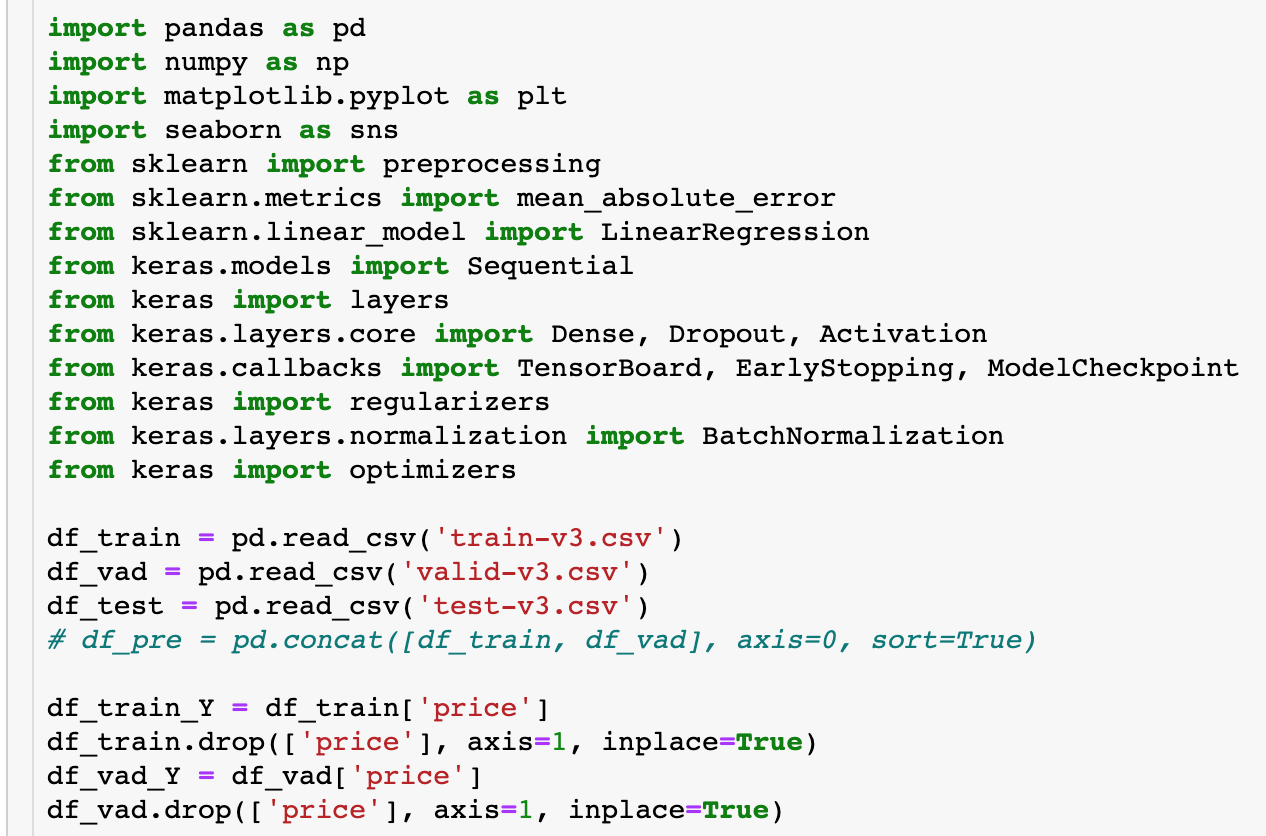 import pandas as pd
import numpy as np
import matplotlib.pyplot as plt
import seaborn as sns
from sklearn import preprocessing
from sklearn.metrics import mean_absolute_error
from sklearn.linear_model import LinearRegression
from keras.models import Sequential
from keras import layers
from keras.layers.core import Dense, Dropout, Activation
from keras.callbacks import TensorBoard, EarlyStopping, ModelCheckpoint
from keras import regularizers
from keras.layers.normalization import BatchNormalization
from keras import optimizers

df_train = pd.read_csv('train-v3.csv')
df_vad = pd.read_csv('valid-v3.csv')
df_test = pd.read_csv('test-v3.csv')
# df_pre = pd.concat([df_train, df_vad], axis=0, sort=True)

df_train_Y = df_train['price']
df_train.drop(['price'], axis=1, inplace=True)
df_vad_Y = df_vad['price']
df_vad.drop(['price'], axis=1, inplace=True)